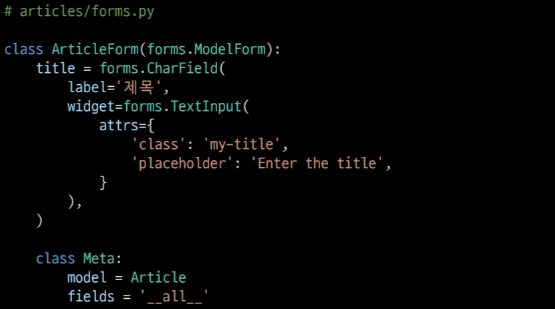 # articles/forms.py

class ArticleForm(forms.ModelForm):
    title = forms.CharField(
        label='제목',
        widget=forms.TextInput(
            attrs={
                'class': 'my-title',
                'placeholder': 'Enter the title',
            }
        ),
    )

    class Meta:
        model = Article
        fields = '__all__'